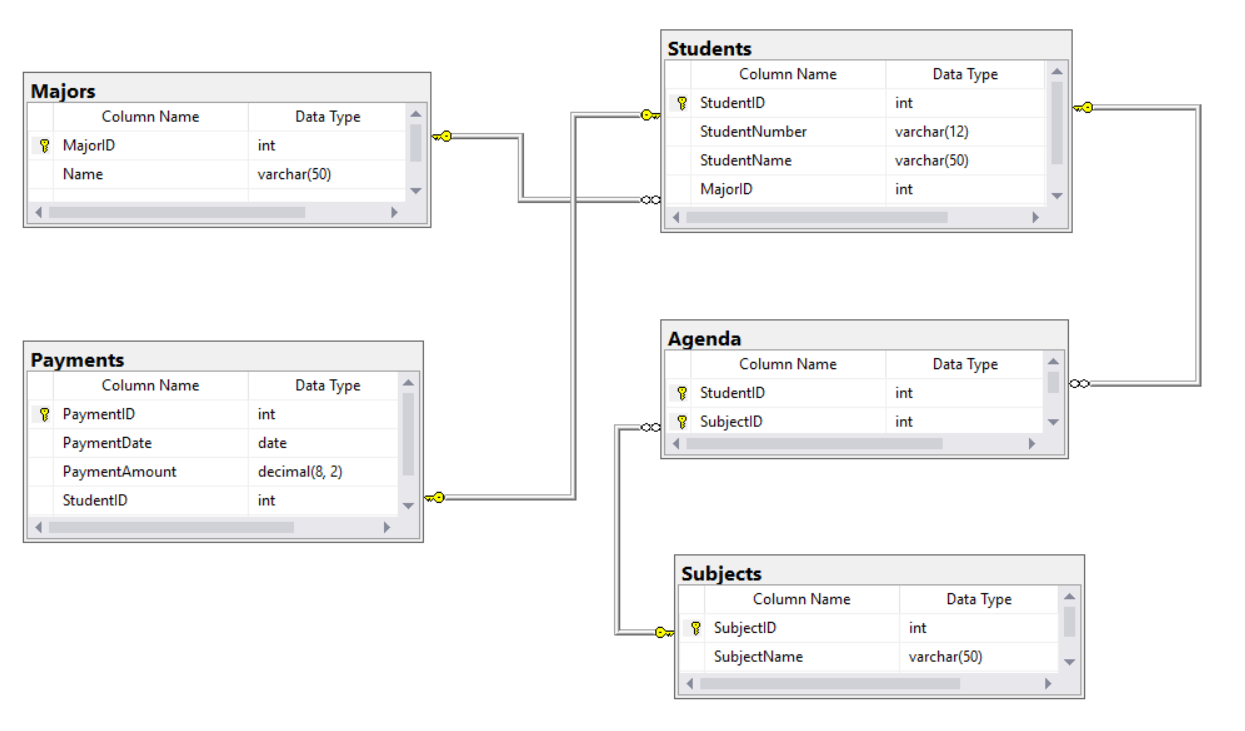 Majors
Column Name Data Type
MajorID int
Name varchar(50)
Students
Column Name Data Type
StudentID int
StudentNumber varchar(12)
StudentName varchar(50)
MajorID int
Payments
Column Name Data Type
PaymentID int
PaymentDate date
PaymentAmount decimal(8, 2)
StudentID int
Agenda
Column Name Data Type
StudentID int
SubjectID int
Subjects
Column Name Data Type
SubjectID int
SubjectName varchar(50)